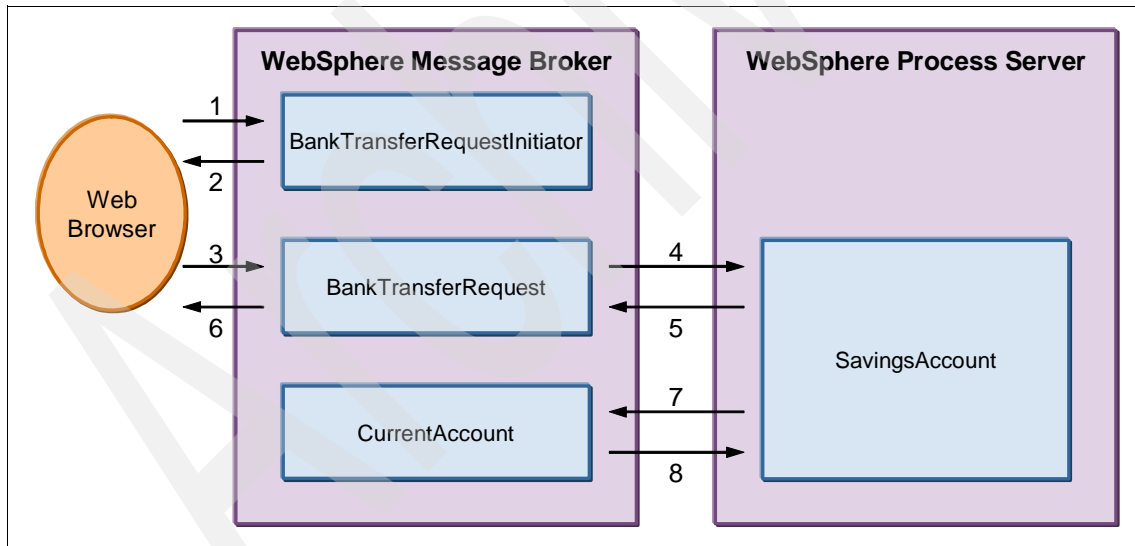 WebSphere Message Broker
WebSphere Process Server
1
BankTransferRequestInitiator
2
Web
Browser
3
4
BankTransferRequest
6
5
SavingsAccount
7
CurrentAccount
8